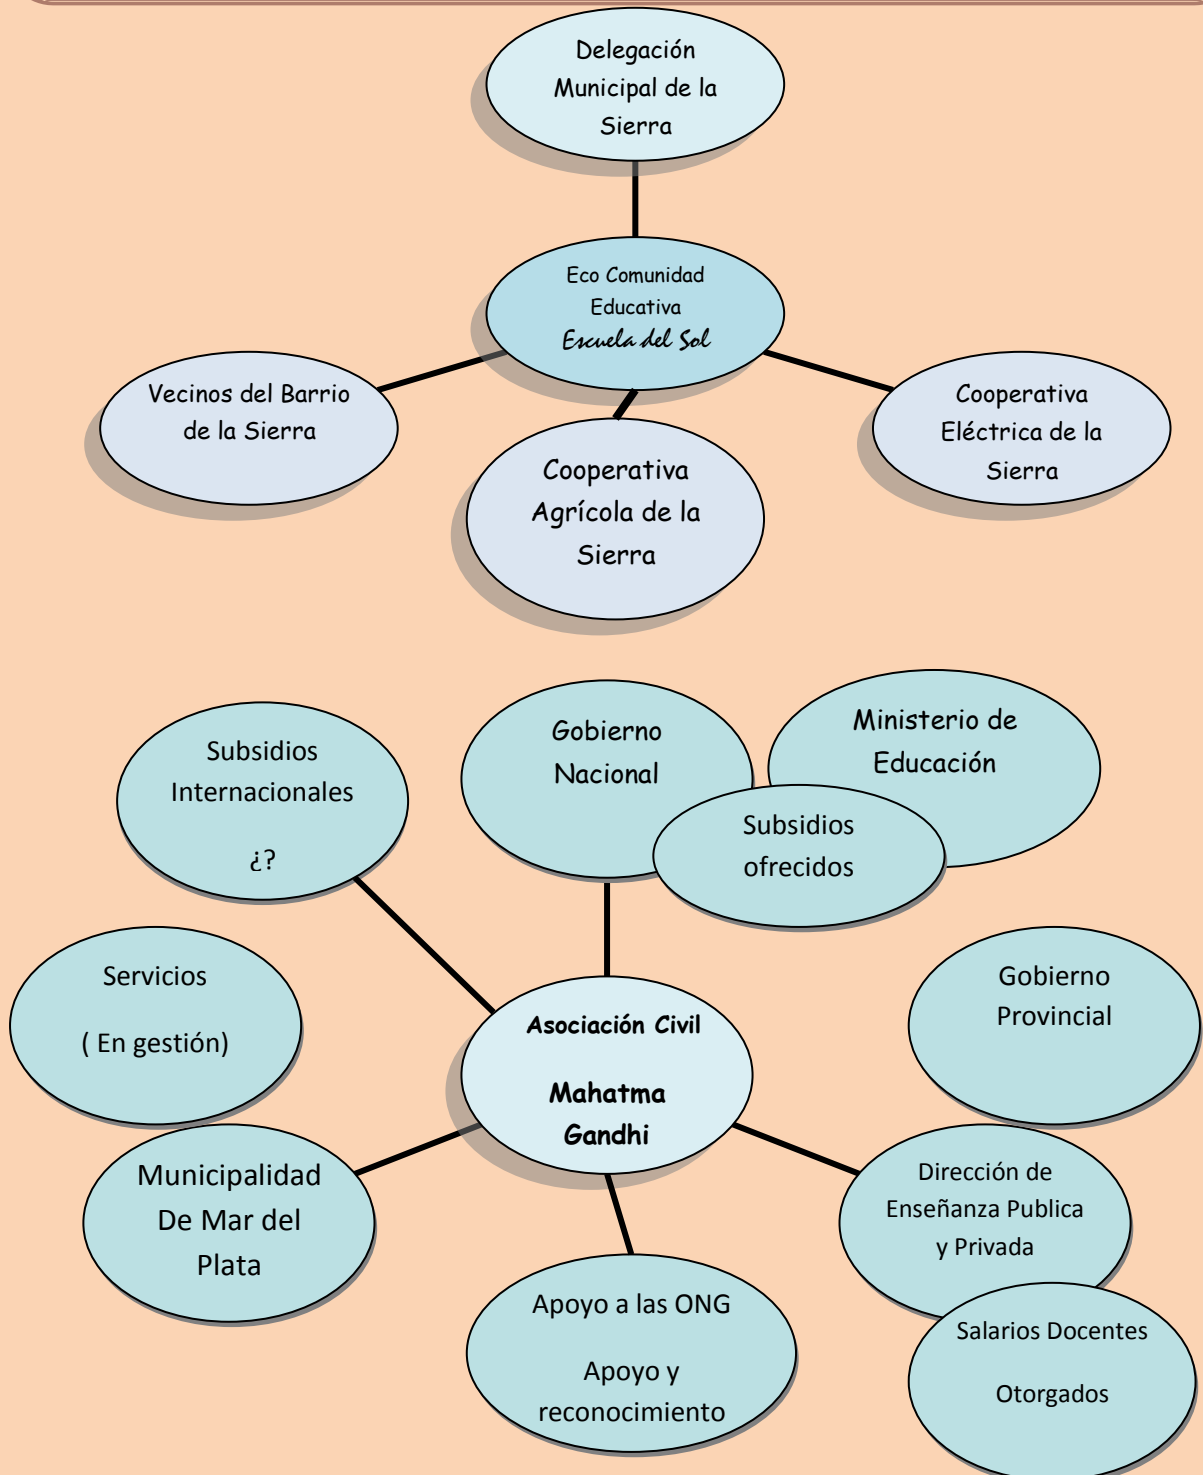 Delegación
Municipal de la
Sierra
Eco Comunidad
Educativa
Escuela del Sol
Vecinos del Barrio
de la Sierra
Cooperativa
Eléctrica de la
Sierra
Cooperativa
Agrícola de la
Sierra
Subsidios
Internacionales
¿?
Gobierno
Nacional
Ministerio de
Educación
Subsidios
ofrecidos
Servicios
( En gestión)
Asociación Civil
Mahatma
Gandhi
Gobierno
Provincial
Municipalidad
De Mar del
Plata
Dirección de
Enseñanza Publica
y Privada
Apoyo a las ONG
Apoyo y
reconocimiento
Salarios Docentes
Otorgados